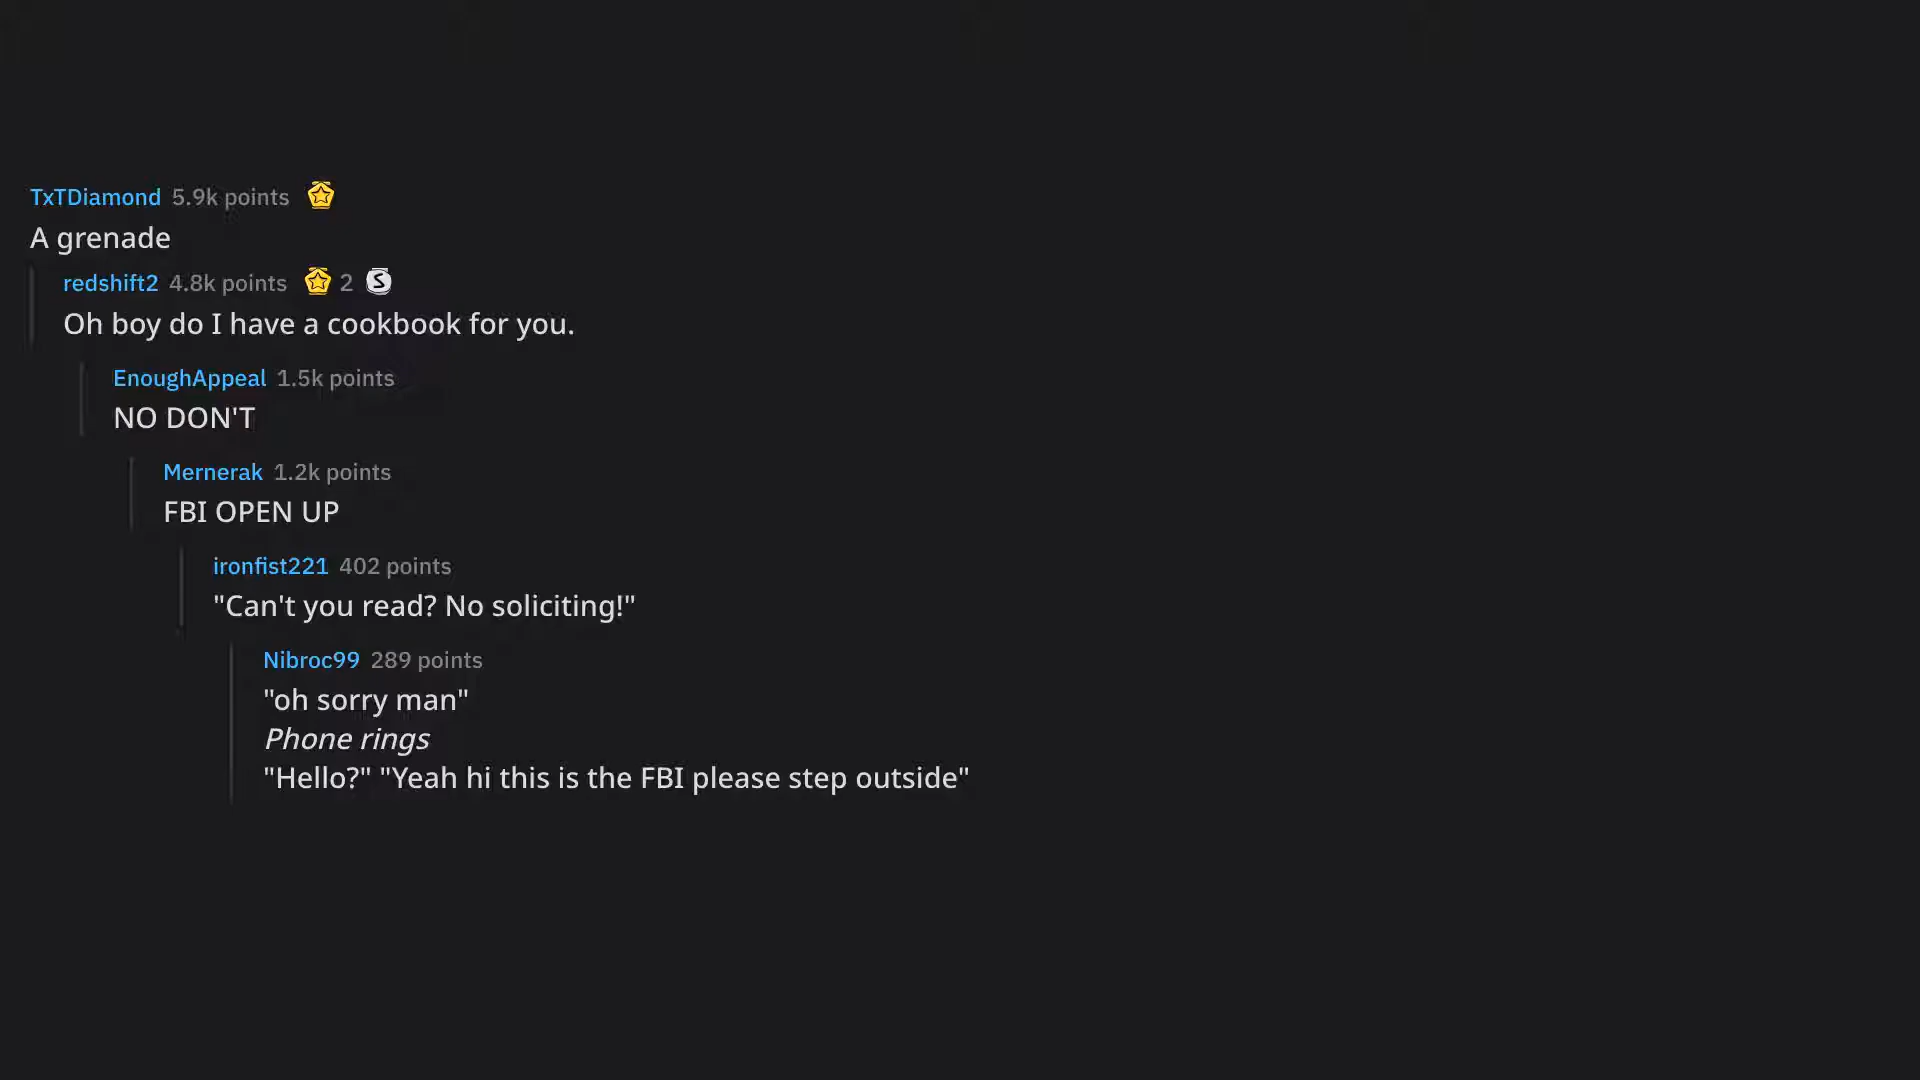 TxTDiamond 5.9k points
A grenade
redshift2 4.8k points 2 S
Oh boy do I have a cookbook for you.
EnoughAppeal 1.5k points
NO DON'T
Mernerak 1.2k points
FBI OPEN UP
ironfist221 402 points
"Can't you read? No soliciting!"
Nibroc99 289 points
"oh sorry man"
Phone rings
"Hello?" "Yeah hi this is the FBI please step outside"